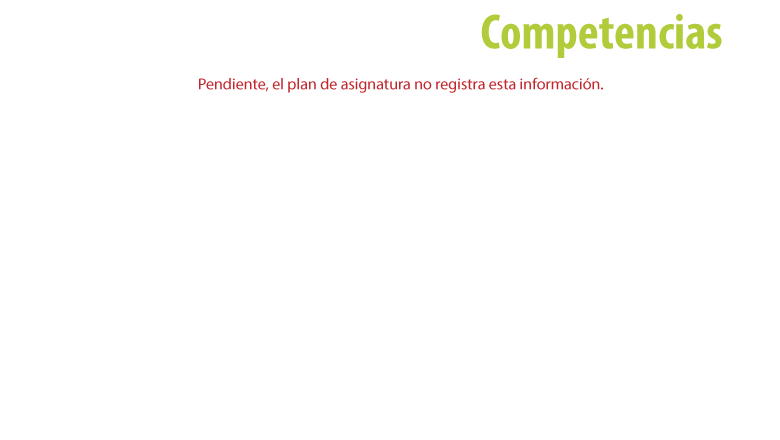 Competencias
Pendiente, el plan de asignatura no registra esta información.